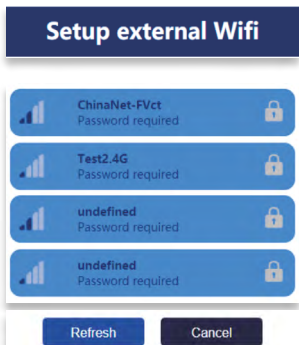 Setup external Wifi
ChinaNet-FVct
Password required
Test2.4G
Password required
undefined
Password required
undefined
Password required
Refresh
Cancel